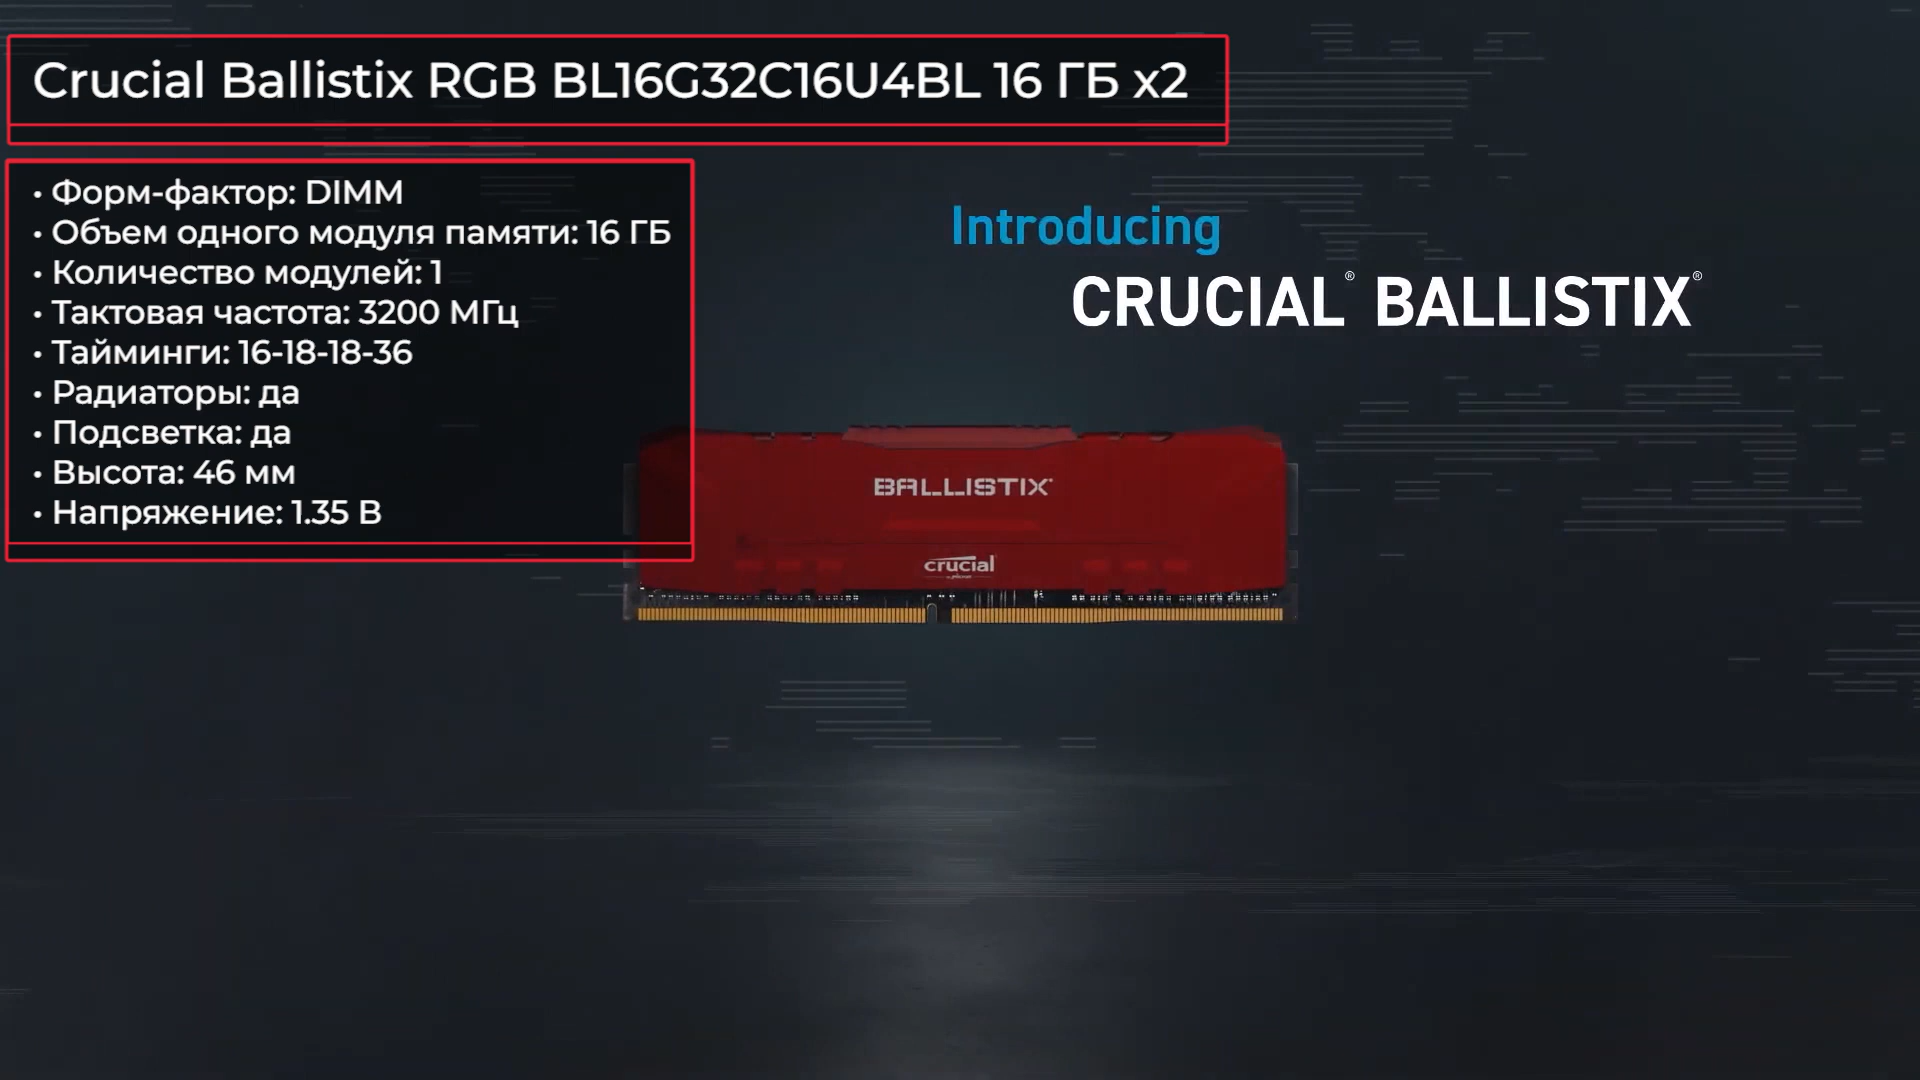 Crucial Ballistix RGB BL16G32C16U4BL 16 ГБ x2
• Форм-фактор: DIMM
• Объем одного модуля памяти: 16 ГБ
• Количество модулей: 1
• Тактовая частота: 3200 МГц
• Тайминги: 16-18-18-36
• Радиаторы: да
• Подсветка: да
• Высота: 46 мм
• Напряжение: 1.35 В
Introducing
CRUCIAL® BALLISTIX®
BALLISTIX
crucial